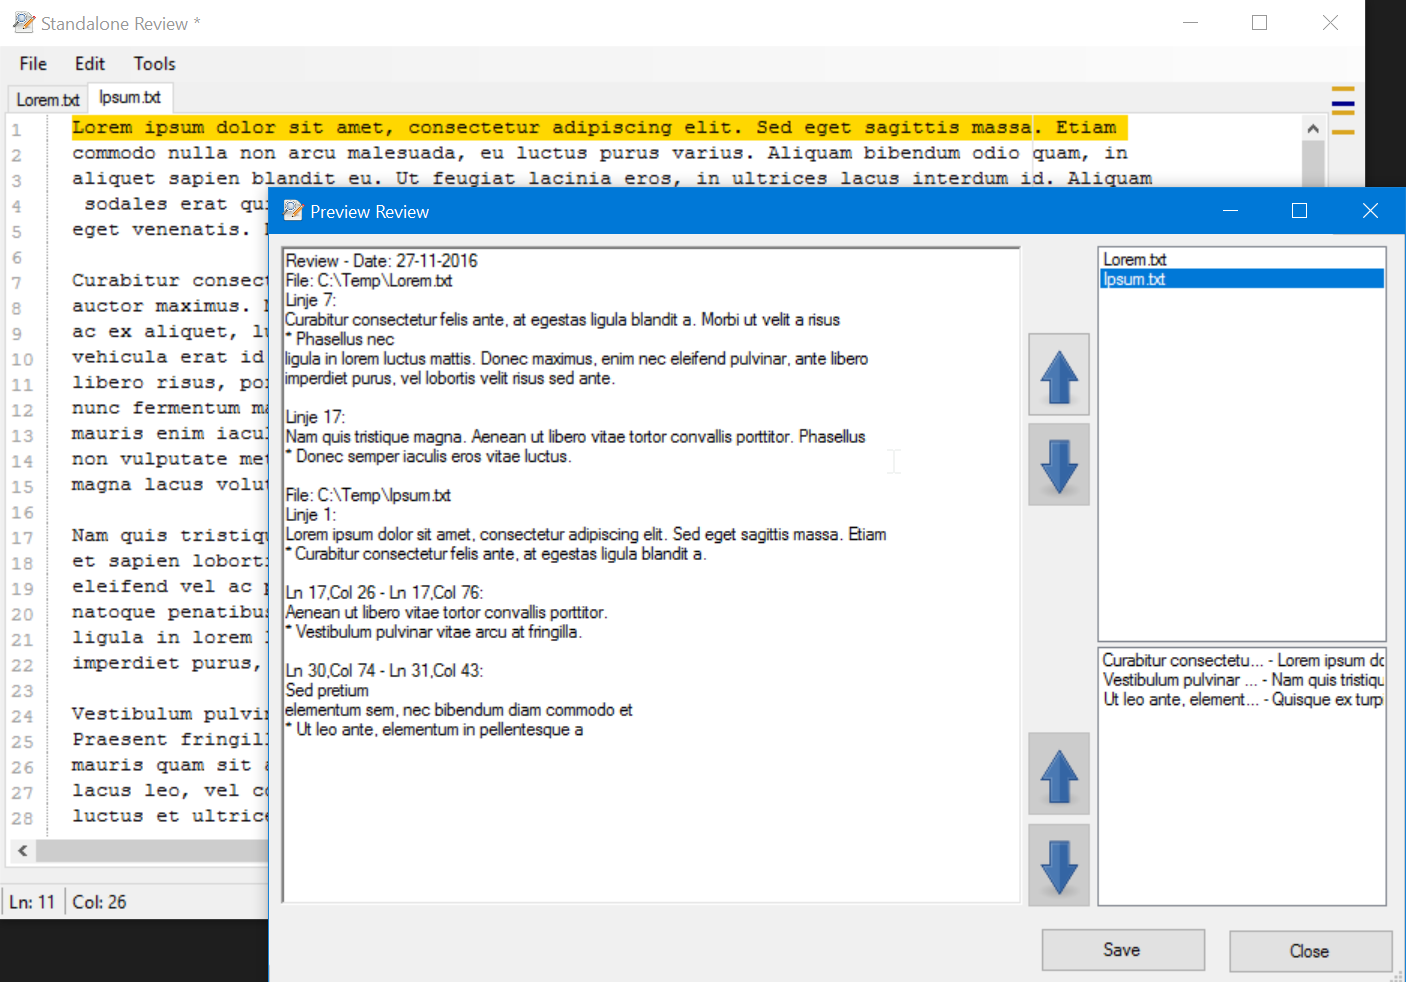 Standalone Review *
File Edit Tools
Lorem.txt Ipsum.txt
1 Lorem ipsum dolor sit amet, consectetur adipiscing elit. Sed eget sagittis massa. Etiam
2 commodo nulla non arcu malesuada, eu luctus purus varius. Aliquam bibendum odio quam, in
3 aliquet sapien blandit eu. Ut feugiat lacinia eros, in ultrices lacus interdum id. Aliquam
4 sodales erat
5 eget venenatis.
6
7 Curabitur
8 auctor maximus.
9 ac ex aliquet,
10 vehicula erat id
11 libero risus,
12 nunc fermentum
13 mauris enim
14 non vulputate
15 magna lacus
16
17 Nam quis
18 et sapien
19 eleifend vel ac
20 natoque
21 ligula in lorem
22 imperdiet purus,
23
24 Vestibulum
25 Praesent
26 mauris quam sit
27 lacus leo, vel
28 luctus et
Ln: 11 Col: 26
Preview Review
Review - Date: 27-11-2016
File: C:\Temp\Lorem.txt
Linje 7:
Curabitur consectetur felis ante, at egestas ligula blandit a. Morbi ut velit a risus
* Phasellus nec
ligula in lorem luctus mattis. Donec maximus, enim nec eleifend pulvinar, ante libero
imperdiet purus, vel lobortis velit risus sed ante.
Linje 17:
Nam quis tristique magna. Aenean ut libero vitae tortor convallis porttitor. Phasellus
* Donec semper iaculis eros vitae luctus.
File: C:\Temp\Ipsum.txt
Linje 1:
Lorem ipsum dolor sit amet, consectetur adipiscing elit. Sed eget sagittis massa. Etiam
* Curabitur consectetur felis ante, at egestas ligula blandit a.
Ln 17,Col 26 - Ln 17,Col 76:
Aenean ut libero vitae tortor convallis porttitor.
* Vestibulum pulvinar vitae arcu at fringilla.
Ln 30,Col 74 - Ln 31,Col 43:
Sed pretium
elementum sem, nec bibendum diam commodo et
* Ut leo ante, elementum in pellentesque a
Lorem.txt
Ipsum.txt
Curabitur consectetu... - Lorem ipsum
Vestibulum pulvinar ... - Nam quis
Ut leo ante, element... - Quisque ex
Save Close